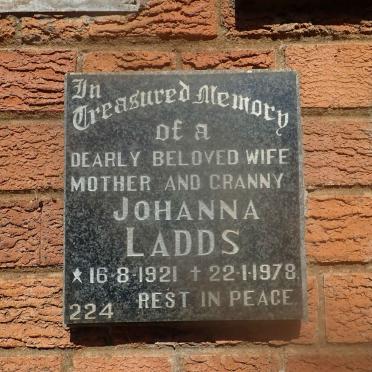 In
Treasured Memory
of a
DEARLY BELOVED WIFE
MOTHER AND GRANNY
JOHANNA
LADDS
* 16-8-1921 + 22-1-1978
REST IN PEACE
224